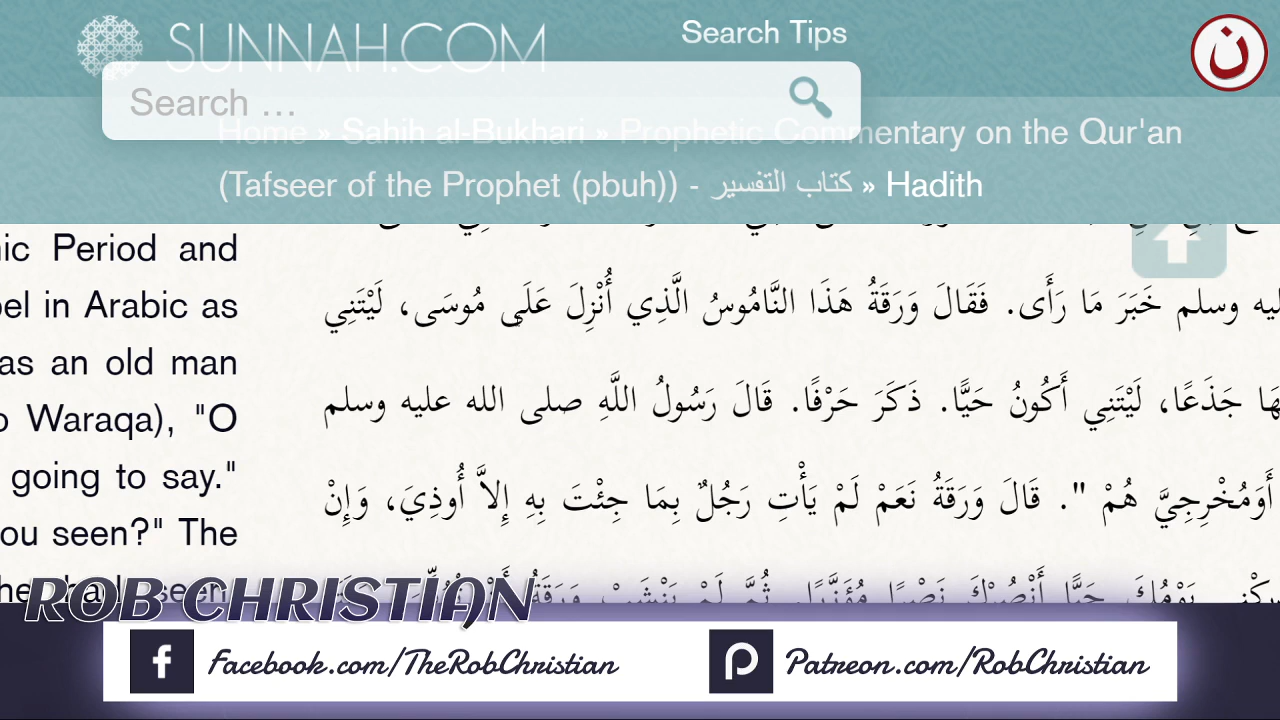 SUNNAH.COM
Search Tips
ن
Search ...
Home » Sahih al-Bukhari » Prophetic Commentary on the Qur'an
(Tafseer of the Prophet (pbuh)) - كتاب التفسير » Hadith
Period and
in Arabic as
as an old man
Waraqa), "O
going to say."
seen?" The
had seen
ليه وسلم خَبَرَ مَا رَأَى. فَقَالَ وَرَقَةُ هَذَا النَّامُوسُ الَّذِي أُنْزِلَ عَلَى مُوسَى، لَيْتَنِي
جَذَعًا، لَيْتَنِي أَكُونُ حَيًّا. ذَكَرَ حَرْفًا. قَالَ رَسُولُ اللَّهِ صلى الله عليه وسلم
أَوَمُخْرِجِيَّ هُمْ ". قَالَ وَرَقَةُ نَعَمْ لَمْ يَأْتِ رَجُلٌ بِمَا جِئْتَ بِهِ إِلاَّ أُوذِيَ، وَإِنْ
يَوْمُكَ حَيًّا أَنْصُرْكَ نَصْرًا مُؤَزَّرًا. ثُمَّ لَمْ يَنْشَبْ وَرَقَةُ
ROB CHRISTIAN
Facebook.com/TheRobChristian
Patreon.com/RobChristian